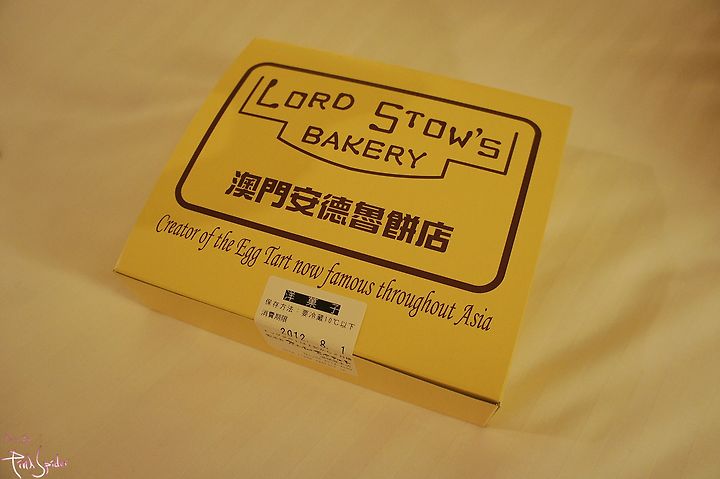 LORD STOW'S
BAKERY
澳門安德魯餅店
Creator of the Egg Tart now famous throughout Asia
洋菓子
保存方法:要冷蔵10℃以下
消費期限
2012. 8. 1
Pink Spider